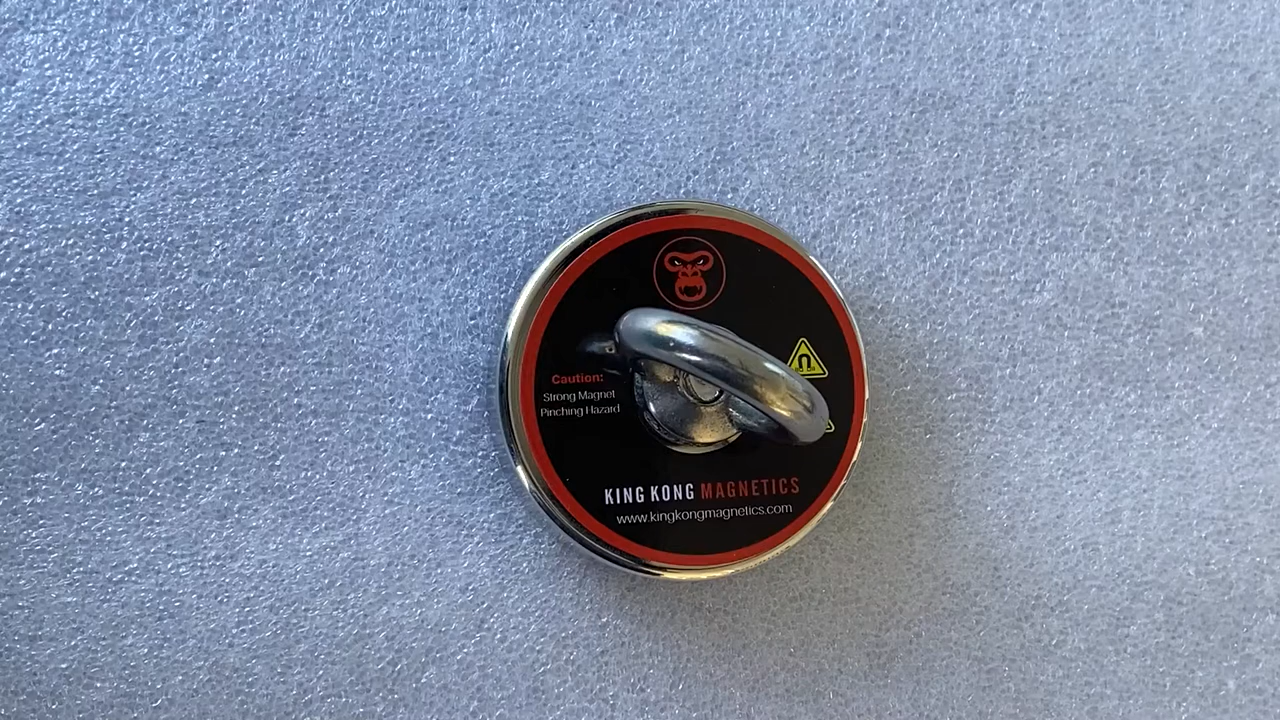 Caution:
Strong Magnet
Pinching Hazard
KING KONG MAGNETICS
www.kingkongmagnetics.com